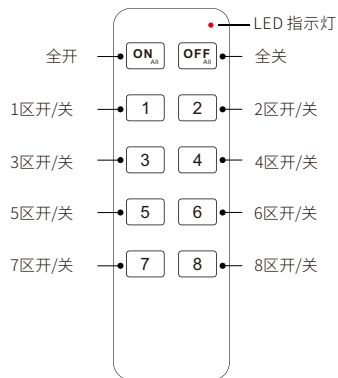 LED 指示灯
全开 ON All OFF All 全关
1区开/关 1 2 2区开/关
3区开/关 3 4 4区开/关
5区开/关 5 6 6区开/关
7区开/关 7 8 8区开/关